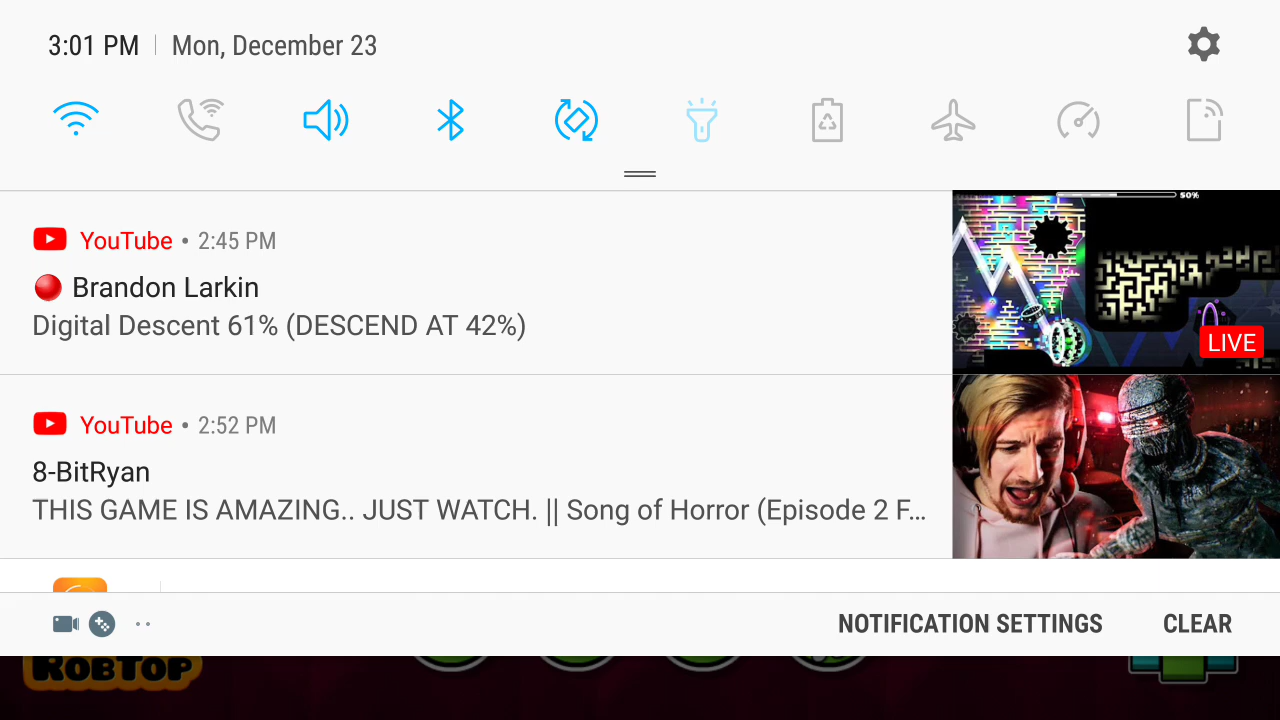 3:01 PM | Mon, December 23
50%
YouTube • 2:45 PM
Brandon Larkin
Digital Descent 61% (DESCEND AT 42%)
LIVE
YouTube • 2:52 PM
8-BitRyan
THIS GAME IS AMAZING.. JUST WATCH. || Song of Horror (Episode 2 F...
NOTIFICATION SETTINGS CLEAR
ROBTOP